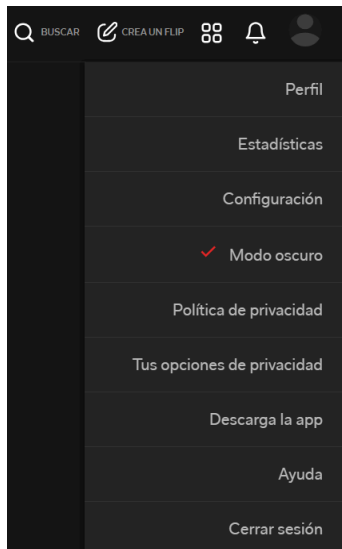 BUSCAR CREA UN FLIP
Perfil
Estadísticas
Configuración
Modo oscuro
Política de privacidad
Tus opciones de privacidad
Descarga la app
Ayuda
Cerrar sesión